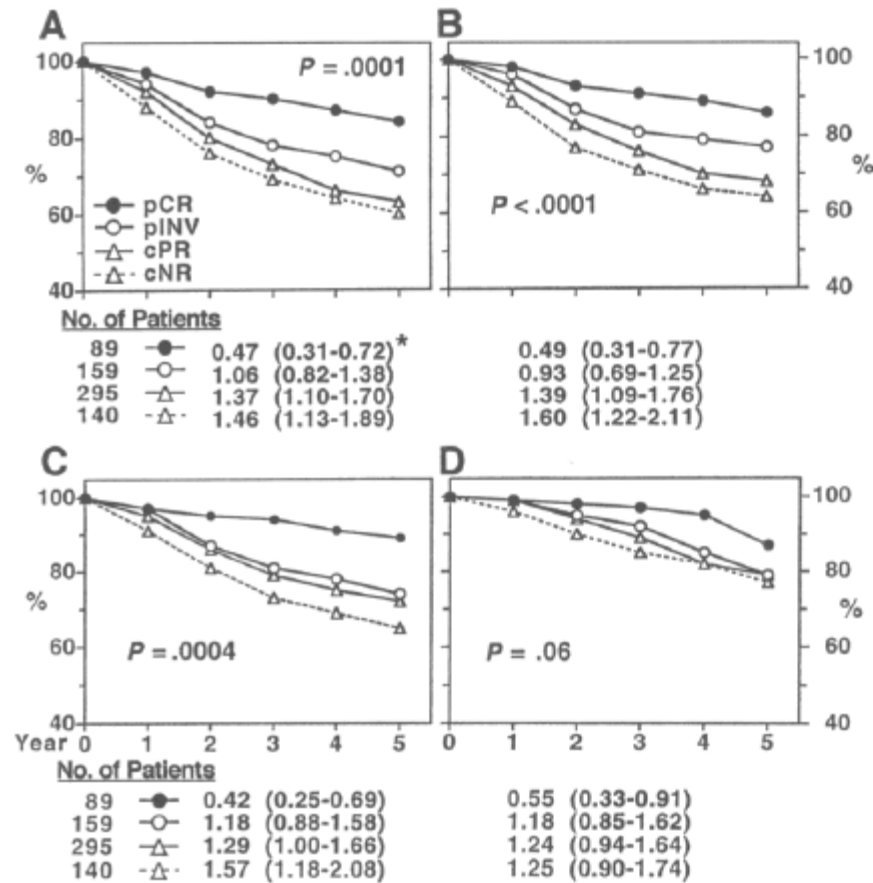 A
B
100
P = .0001
100
80
80
%
%
pCR
P < .0001
60
pINV
60
cPR
cNR
40
40
No. of Patients
89 0.47 (0.31-0.72)* 0.49 (0.31-0.77)
159 1.06 (0.82-1.38) 0.93 (0.69-1.25)
295 1.37 (1.10-1.70) 1.39 (1.09-1.76)
140 1.46 (1.13-1.89) 1.60 (1.22-2.11)
C
D
100
100
80
80
%
%
P = .0004
P = .06
60
60
40
40
Year 0 1 2 3 4 5 0 1 2 3 4 5
No. of Patients
89 0.42 (0.25-0.69) 0.55 (0.33-0.91)
159 1.18 (0.88-1.58) 1.18 (0.85-1.62)
295 1.29 (1.00-1.66) 1.24 (0.94-1.64)
140 1.57 (1.18-2.08) 1.25 (0.90-1.74)